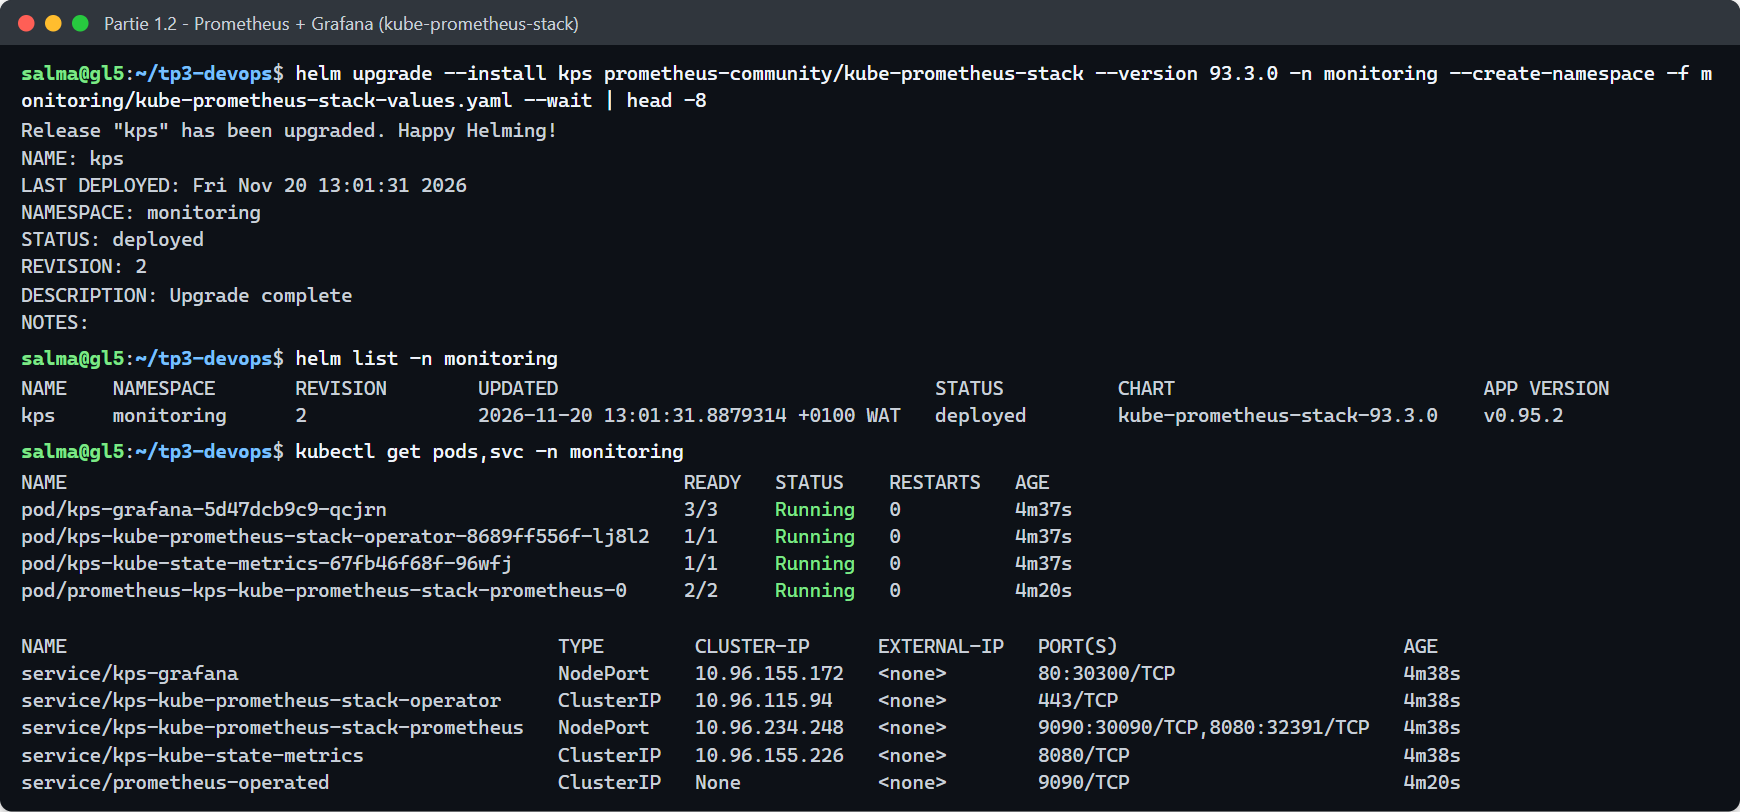 Partie 1.2 - Prometheus + Grafana (kube-prometheus-stack)
salma@gl5:~/tp3-devops$ helm upgrade --install kps prometheus-community/kube-prometheus-stack --version 93.3.0 -n monitoring --create-namespace -f m
onitoring/kube-prometheus-stack-values.yaml --wait | head -8
Release "kps" has been upgraded. Happy Helming!
NAME: kps
LAST DEPLOYED: Fri Nov 20 13:01:31 2026
NAMESPACE: monitoring
STATUS: deployed
REVISION: 2
DESCRIPTION: Upgrade complete
NOTES:
salma@gl5:~/tp3-devops$ helm list -n monitoring
NAME    NAMESPACE       REVISION        UPDATED                                 STATUS          CHART                           APP VERSION
kps     monitoring      2               2026-11-20 13:01:31.8879314 +0100 WAT   deployed        kube-prometheus-stack-93.3.0    v0.95.2
salma@gl5:~/tp3-devops$ kubectl get pods,svc -n monitoring
NAME                                                      READY   STATUS    RESTARTS   AGE
pod/kps-grafana-5d47dcb9c9-qcjrn                          3/3     Running   0          4m37s
pod/kps-kube-prometheus-stack-operator-8689ff556f-lj8l2   1/1     Running   0          4m37s
pod/kps-kube-state-metrics-67fb46f68f-96wfj               1/1     Running   0          4m37s
pod/prometheus-kps-kube-prometheus-stack-prometheus-0     2/2     Running   0          4m20s
NAME                                           TYPE        CLUSTER-IP      EXTERNAL-IP   PORT(S)                         AGE
service/kps-grafana                            NodePort    10.96.155.172   <none>        80:30300/TCP                    4m38s
service/kps-kube-prometheus-stack-operator     ClusterIP   10.96.115.94    <none>        443/TCP                         4m38s
service/kps-kube-prometheus-stack-prometheus   NodePort    10.96.234.248   <none>        9090:30090/TCP,8080:32391/TCP   4m38s
service/kps-kube-state-metrics                 ClusterIP   10.96.155.226   <none>        8080/TCP                        4m38s
service/prometheus-operated                    ClusterIP   None            <none>        9090/TCP                        4m20s